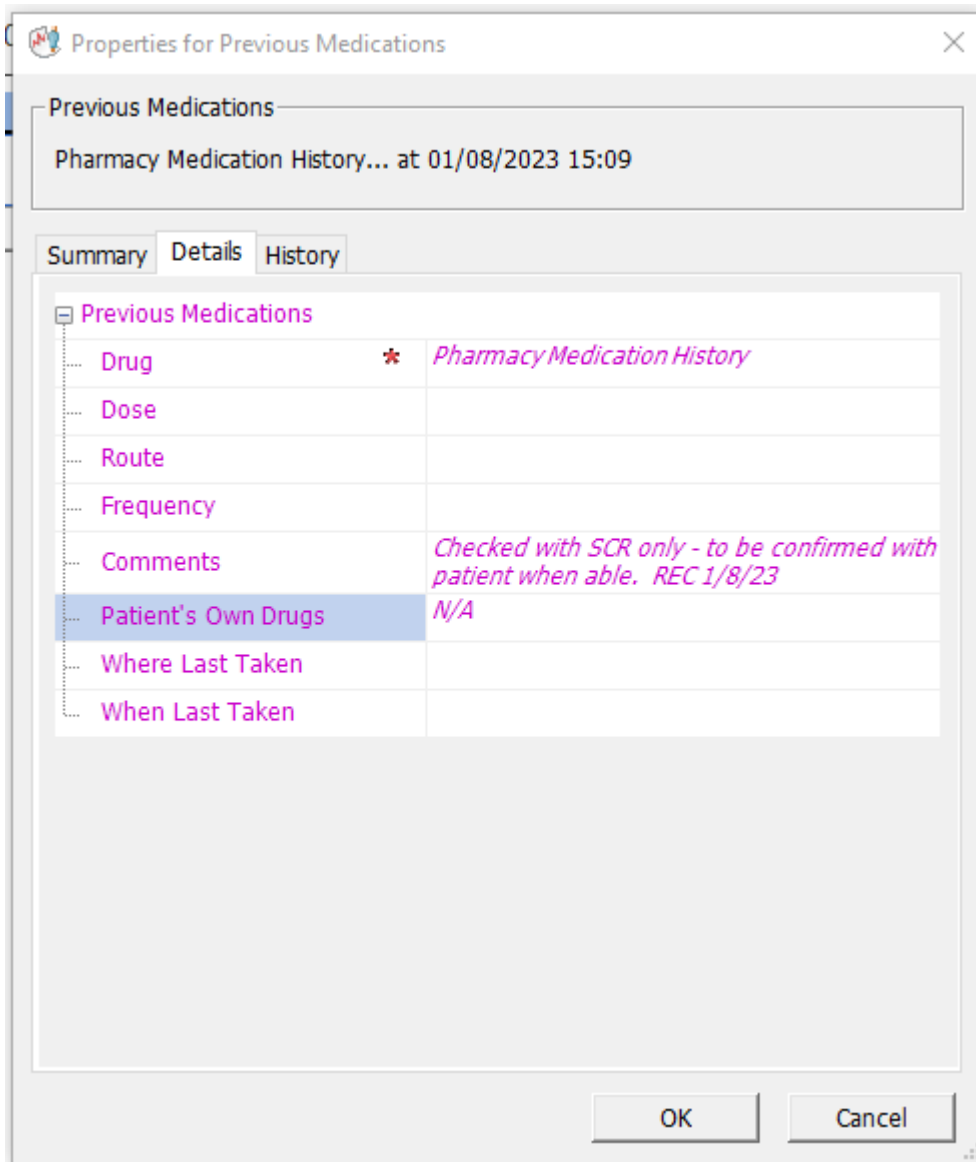 Properties for Previous Medications
Previous Medications
Pharmacy Medication History... at 01/08/2023 15:09
Summary Details History
Previous Medications
Drug * Pharmacy Medication History
Dose
Route
Frequency
Comments Checked with SCR only - to be confirmed with
patient when able. REC 1/8/23
Patient's Own Drugs N/A
Where Last Taken
When Last Taken
OK Cancel